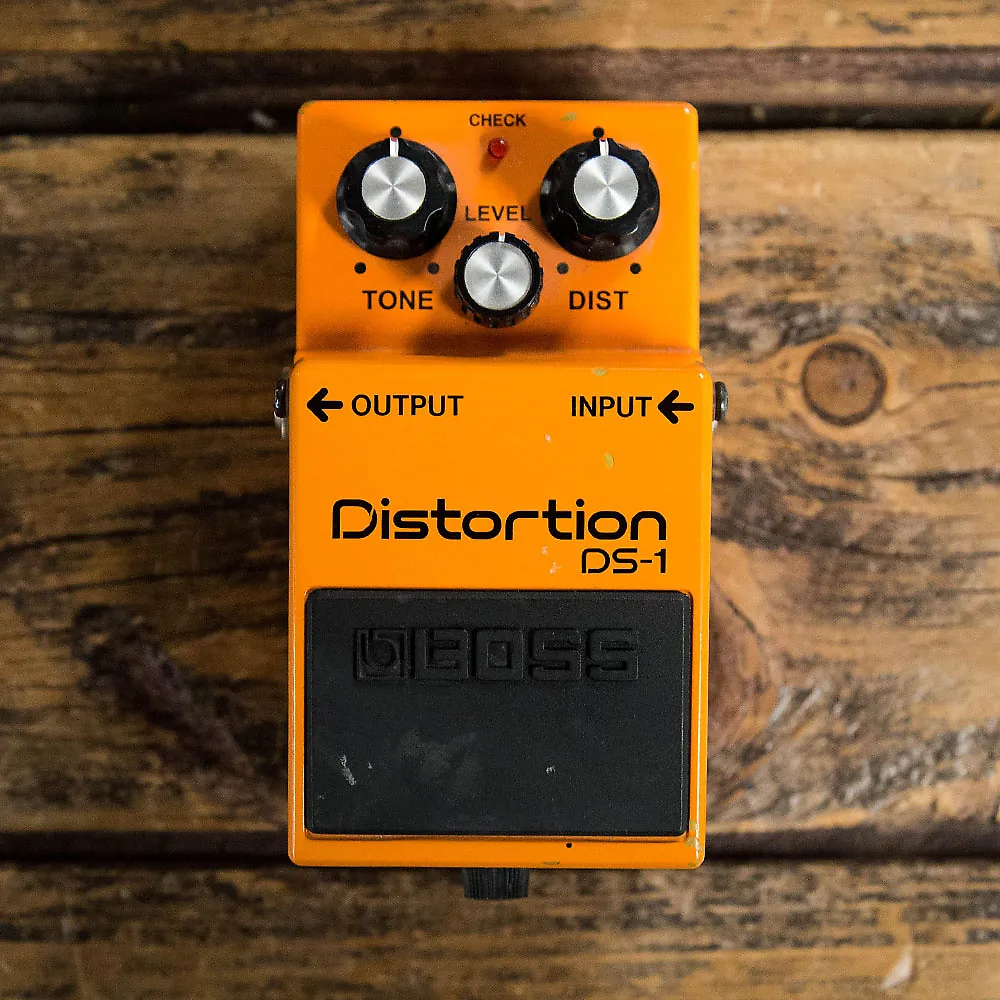 CHECK
LEVEL
TONE
DIST
← OUTPUT
INPUT ←
Distortion
DS-1
BOSS